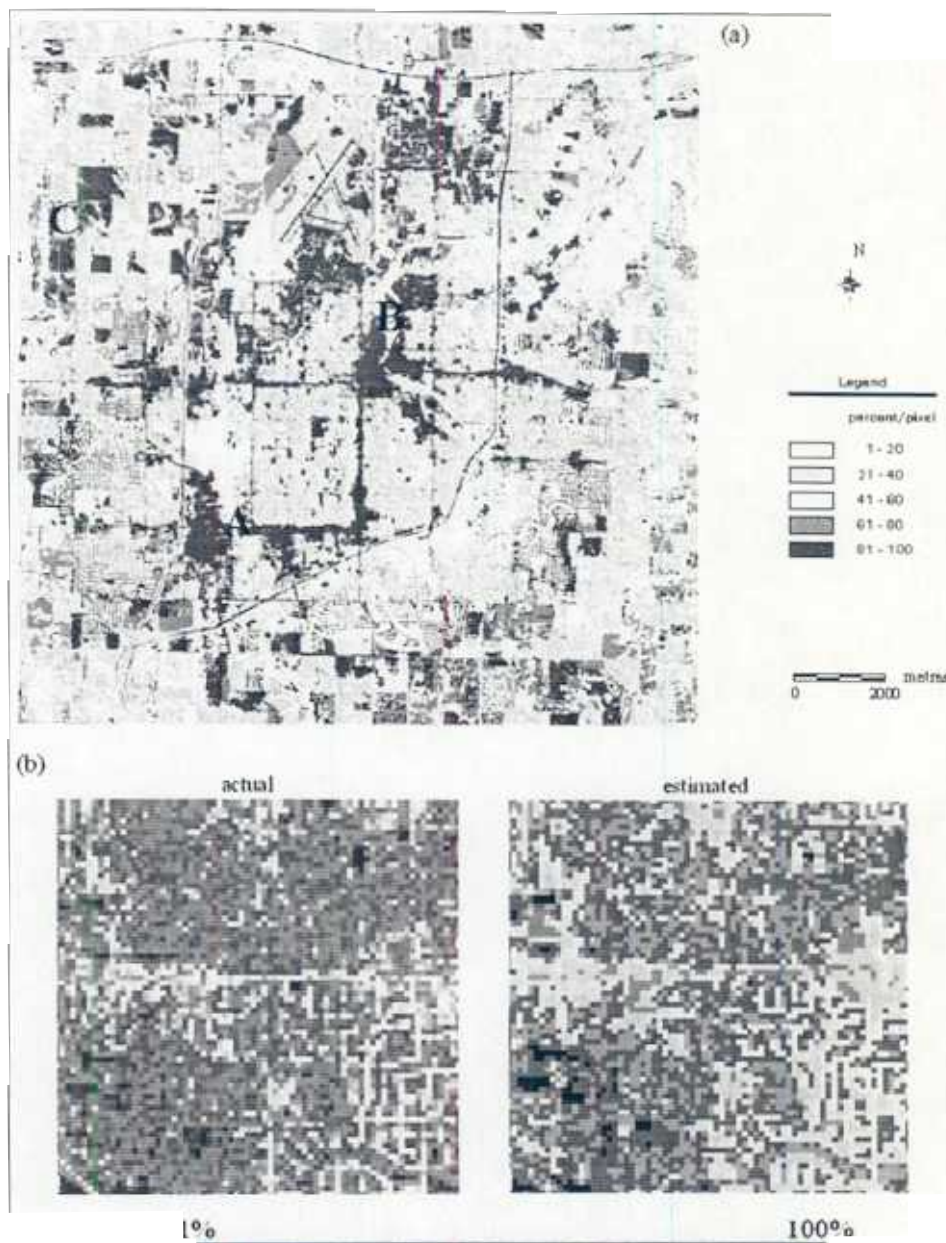 (a)
C
B
A
N
Legend
percent/pixel
1 - 20
21 - 40
41 - 60
61 - 80
81 - 100
metres
0 2000
(b)
actual estimated
1% 100%